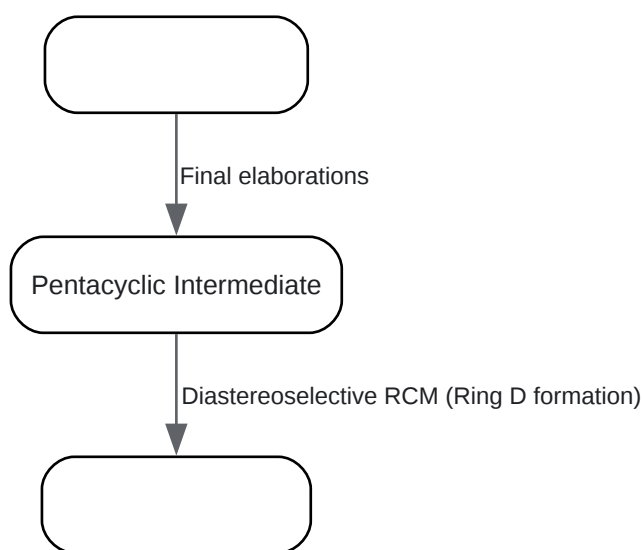 Final elaborations
Pentacyclic Intermediate
Diastereoselective RCM (Ring D formation)